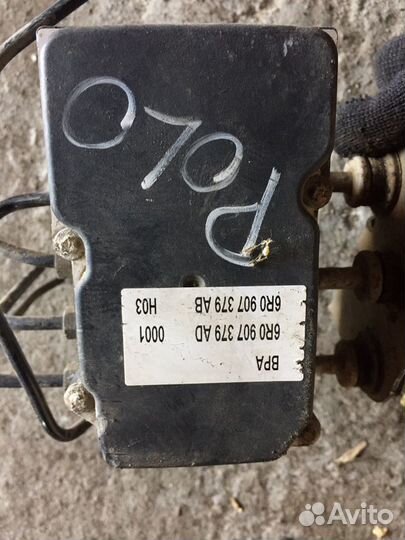 POLO
BPA
6R0 907 379 AD 0001
6R0 907 379 AB H03
Avito